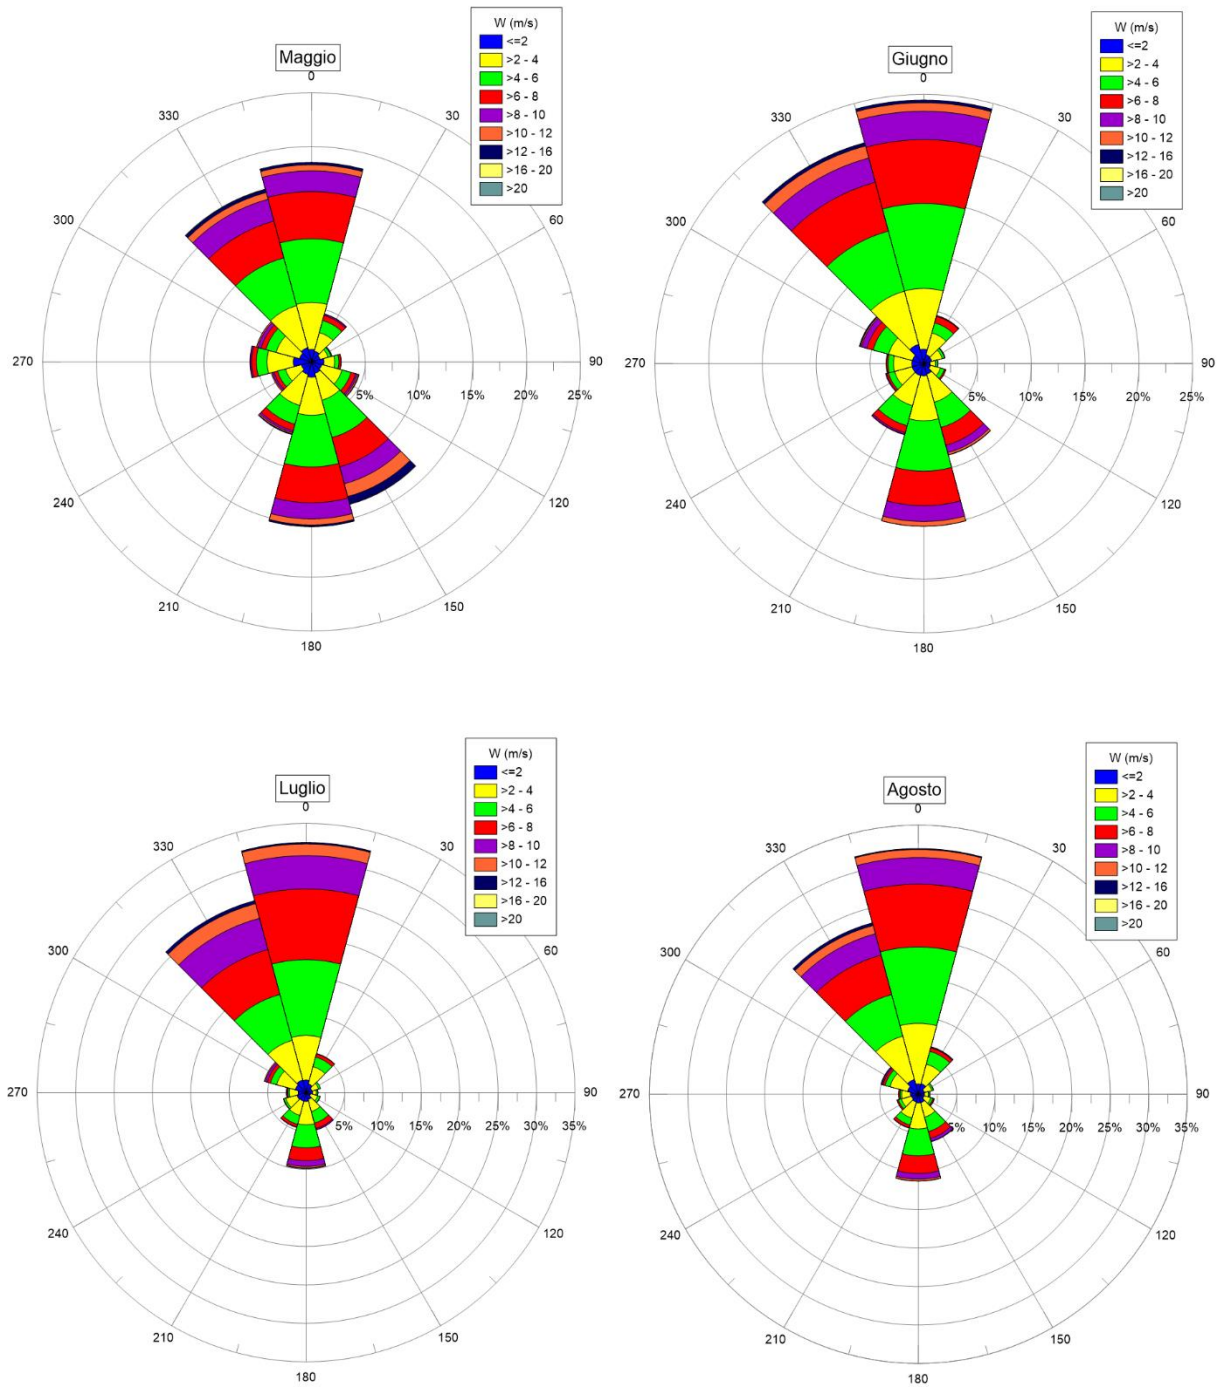 Maggio
W (m/s)
<=2
>2 - 4
>4 - 6
>6 - 8
>8 - 10
>10 - 12
>12 - 16
>16 - 20
>20
0
30
60
90
120
150
180
210
240
270
300
330
5%
10%
15%
20%
25%
Giugno
W (m/s)
<=2
>2 - 4
>4 - 6
>6 - 8
>8 - 10
>10 - 12
>12 - 16
>16 - 20
>20
0
30
60
90
120
150
180
210
240
270
300
330
5%
10%
15%
20%
25%
Luglio
W (m/s)
<=2
>2 - 4
>4 - 6
>6 - 8
>8 - 10
>10 - 12
>12 - 16
>16 - 20
>20
0
30
60
90
120
150
180
210
240
270
300
330
5%
10%
15%
20%
25%
30%
35%
Agosto
W (m/s)
<=2
>2 - 4
>4 - 6
>6 - 8
>8 - 10
>10 - 12
>12 - 16
>16 - 20
>20
0
30
60
90
120
150
180
210
240
270
300
330
5%
10%
15%
20%
25%
30%
35%